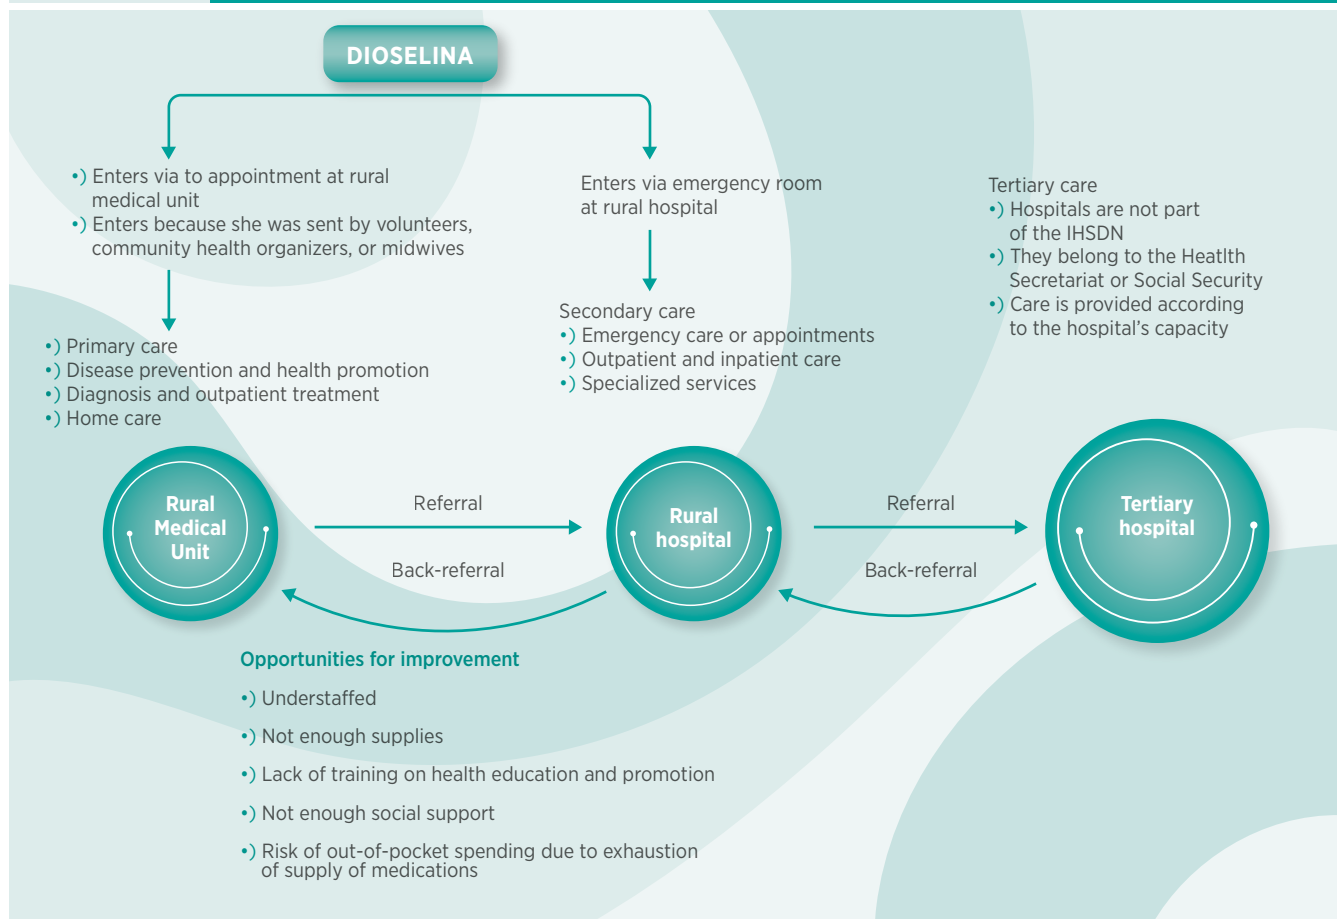 DIOSELINA
•) Enters via to appointment at rural
medical unit
•) Enters because she was sent by volunteers,
community health organizers, or midwives
Enters via emergency room
at rural hospital
Tertiary care
•) Hospitals are not part
of the IHSDN
•) They belong to the Heatlth
Secretariat or Social Security
•) Care is provided according
to the hospital's capacity
•) Primary care
•) Disease prevention and health promotion
•) Diagnosis and outpatient treatment
•) Home care
Secondary care
•) Emergency care or appointments
•) Outpatient and inpatient care
•) Specialized services
Rural
Medical
Unit
Referral
Back-referral
Rural
hospital
Referral
Back-referral
Tertiary
hospital
Opportunities for improvement
•) Understaffed
•) Not enough supplies
•) Lack of training on health education and promotion
•) Not enough social support
•) Risk of out-of-pocket spending due to exhaustion
of supply of medications